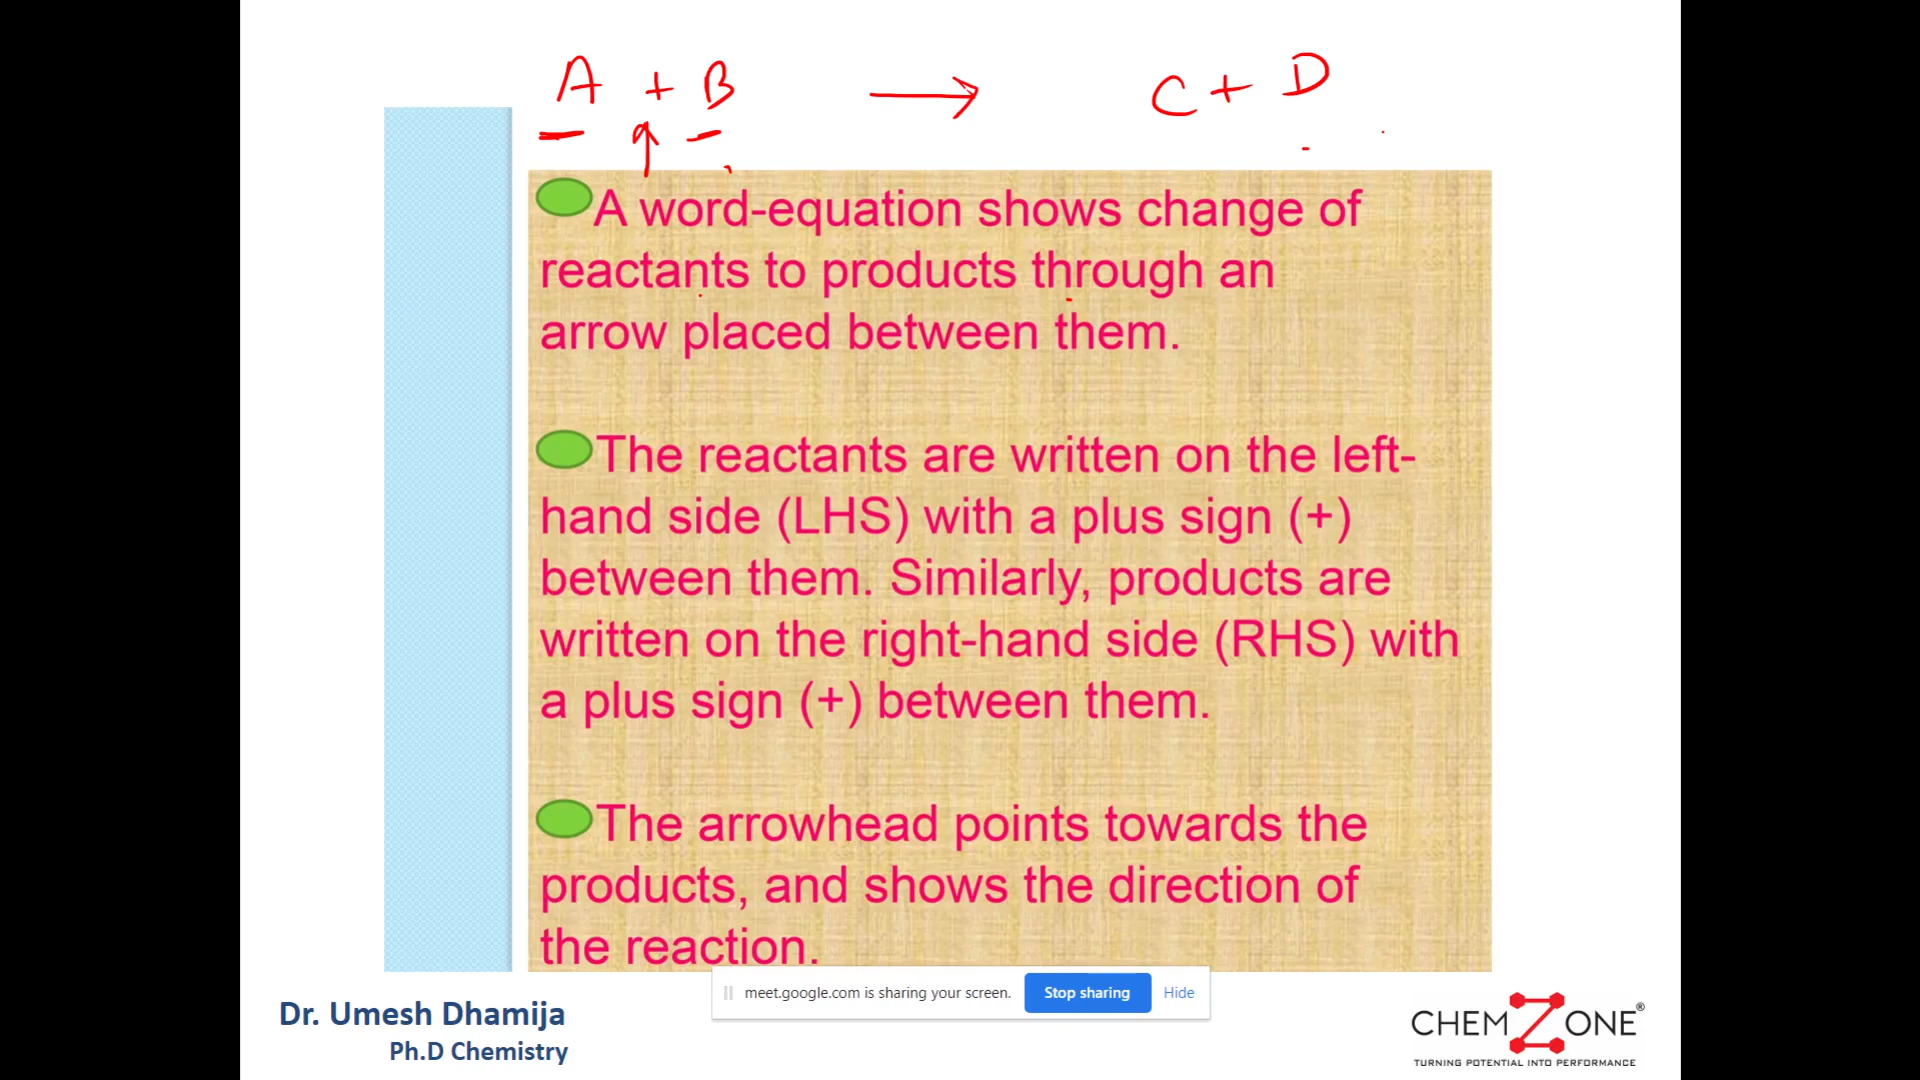 A + B → C + D
A word-equation shows change of
reactants to products through an
arrow placed between them.
The reactants are written on the left-
hand side (LHS) with a plus sign (+)
between them. Similarly, products are
written on the right-hand side (RHS) with
a plus sign (+) between them.
The arrowhead points towards the
products, and shows the direction of
the reaction.
meet.google.com is sharing your screen. Stop sharing Hide
Dr. Umesh Dhamija
Ph.D Chemistry
CHEMZONE®
TURNING POTENTIAL INTO PERFORMANCE